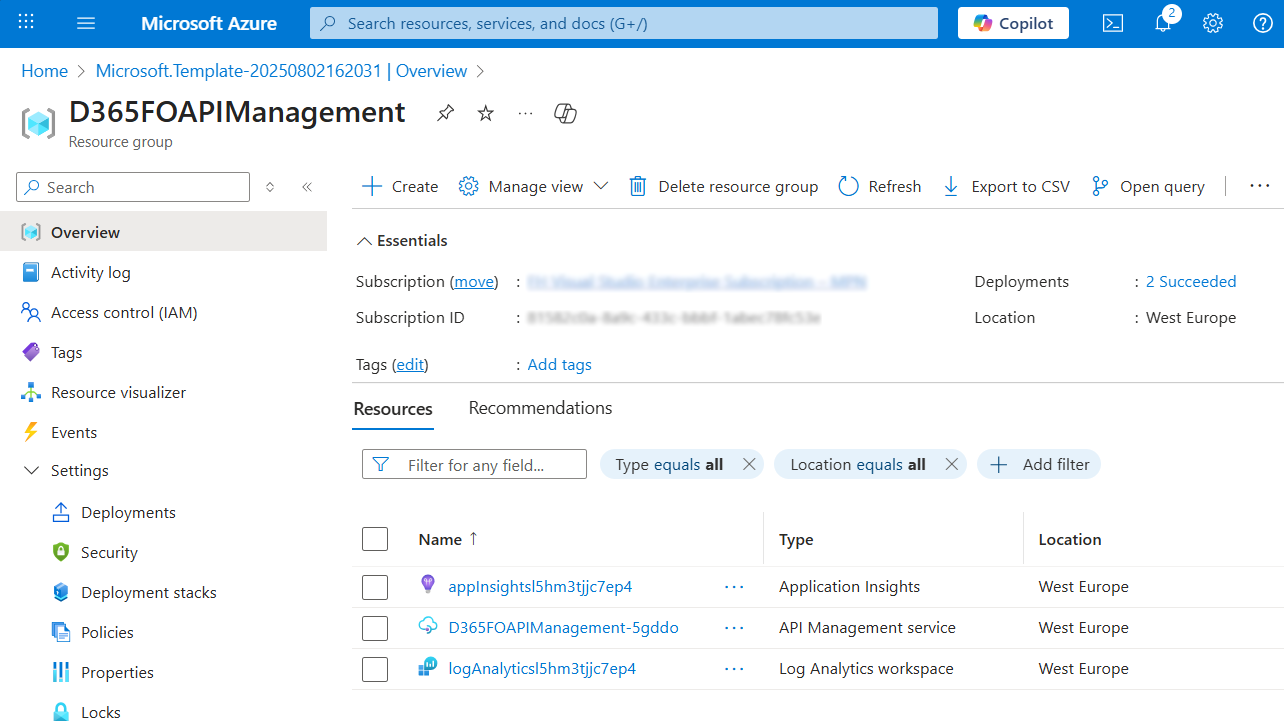 Microsoft Azure
Search resources, services, and docs (G+/)
Copilot
2
Home > Microsoft.Template-20250802162031 | Overview >
D365FOAPIManagement
Resource group
Search
Overview
Activity log
Access control (IAM)
Tags
Resource visualizer
Events
Settings
Deployments
Security
Deployment stacks
Policies
Properties
Locks
Create
Manage view
Delete resource group
Refresh
Export to CSV
Open query
Essentials
Subscription (move) :
Subscription ID :
Tags (edit) : Add tags
Deployments : 2 Succeeded
Location : West Europe
Resources Recommendations
Filter for any field...
Type equals all
Location equals all
Add filter
Name ↑ Type Location
appInsightsl5hm3tjjc7ep4 ... Application Insights West Europe
D365FOAPIManagement-5gddo ... API Management service West Europe
logAnalyticsl5hm3tjjc7ep4 ... Log Analytics workspace West Europe